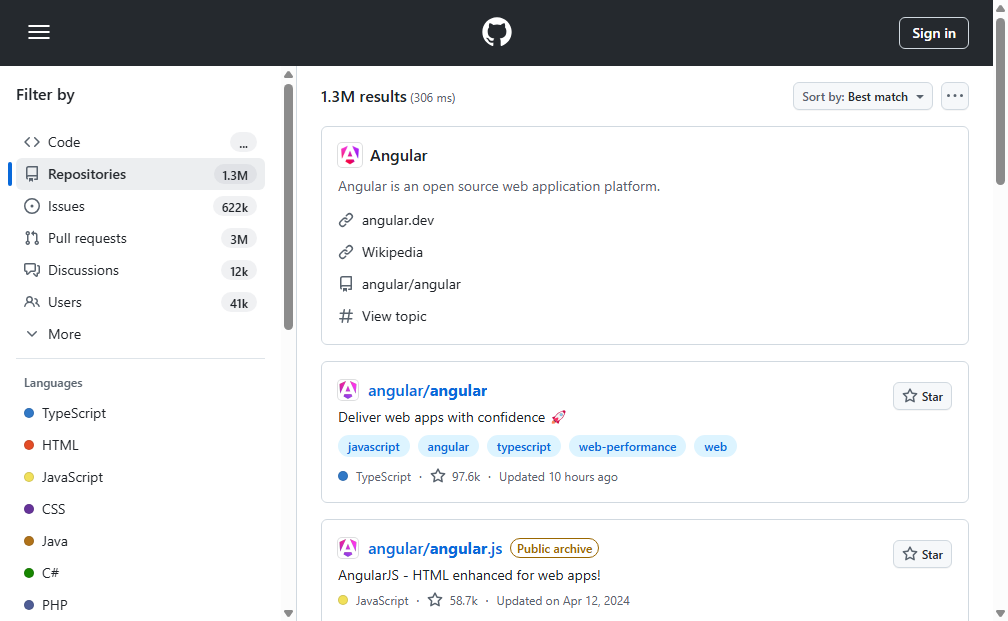 Sign in
Filter by
Code
...
Repositories
1.3M
Issues
622k
Pull requests
3M
Discussions
12k
Users
41k
More
Languages
TypeScript
HTML
JavaScript
CSS
Java
C#
PHP
1.3M results (306 ms)
Sort by: Best match
Angular
Angular is an open source web application platform.
angular.dev
Wikipedia
angular/angular
View topic
angular/angular
Star
Deliver web apps with confidence 🚀
javascript angular typescript web-performance web
TypeScript · 97.6k · Updated 10 hours ago
angular/angular.js Public archive
Star
AngularJS - HTML enhanced for web apps!
JavaScript · 58.7k · Updated on Apr 12, 2024